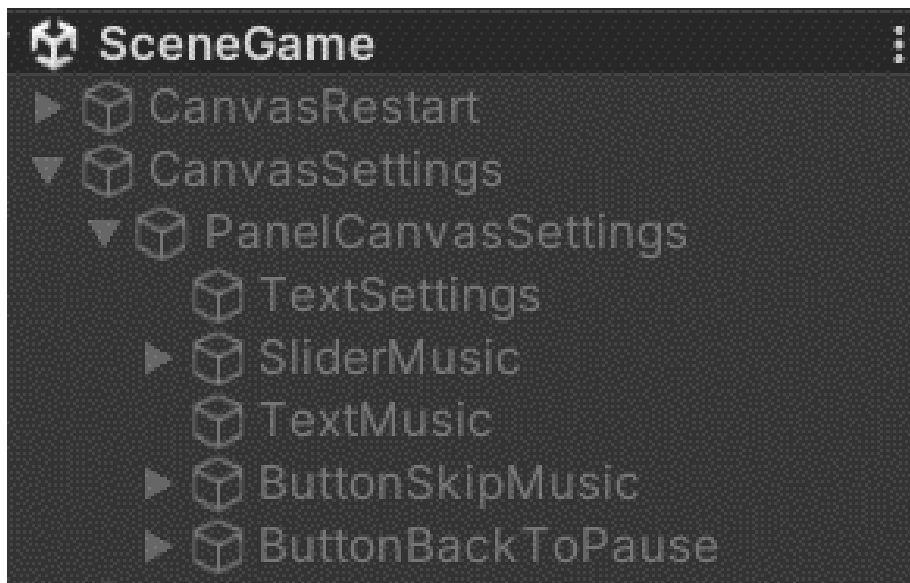 SceneGame
CanvasRestart
CanvasSettings
PanelCanvasSettings
TextSettings
SliderMusic
TextMusic
ButtonSkipMusic
ButtonBackToPause